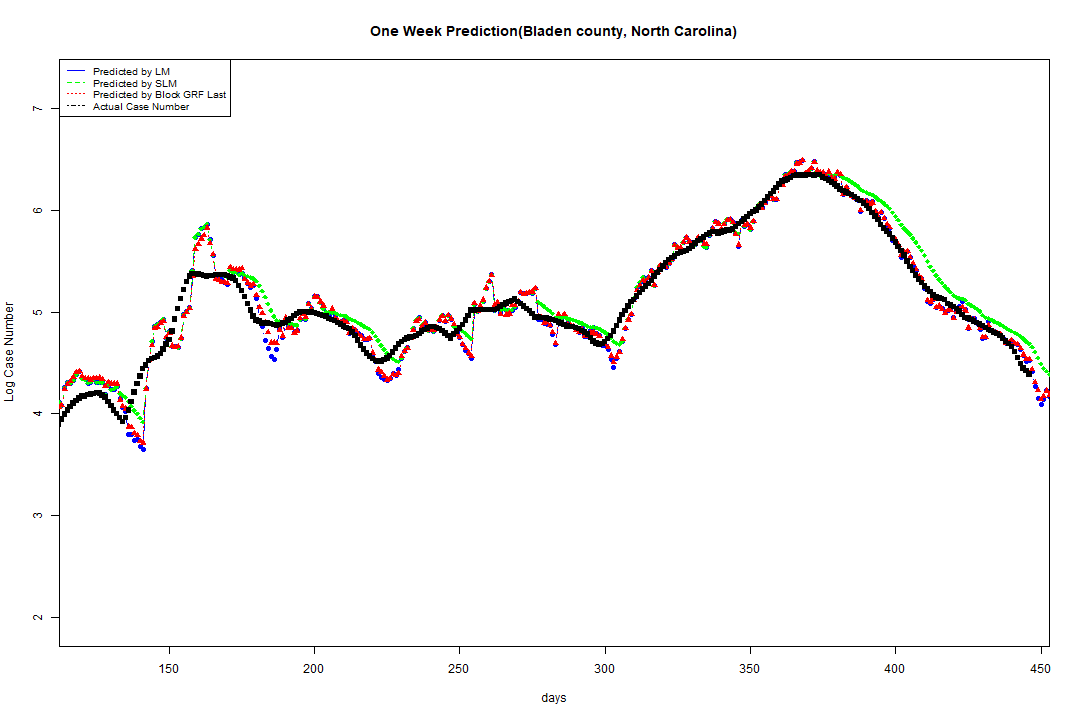 One Week Prediction(Bladen county, North Carolina)
Predicted by LM
Predicted by SLM
Predicted by Block GRF Last
Actual Case Number
7
6
5
4
3
2
Log Case Number
150 200 250 300 350 400 450
days